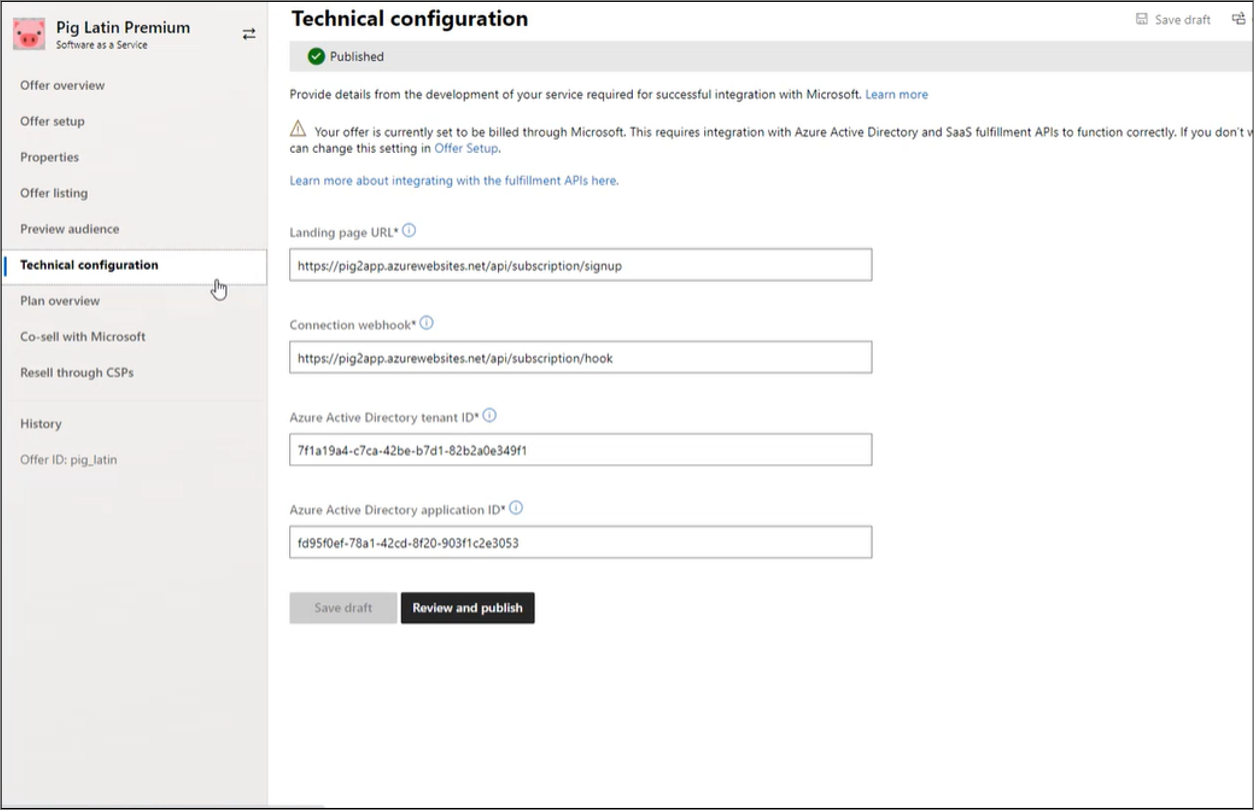 Pig Latin Premium
Software as a Service
Offer overview
Offer setup
Properties
Offer listing
Preview audience
Technical configuration
Plan overview
Co-sell with Microsoft
Resell through CSPs
History
Offer ID: pig_latin
Technical configuration
Save draft
Published
Provide details from the development of your service required for successful integration with Microsoft. Learn more
Your offer is currently set to be billed through Microsoft. This requires integration with Azure Active Directory and SaaS fulfillment APIs to function correctly. If you don't
can change this setting in Offer Setup.
Learn more about integrating with the fulfillment APIs here.
Landing page URL*
https://pig2app.azurewebsites.net/api/subscription/signup
Connection webhook*
https://pig2app.azurewebsites.net/api/subscription/hook
Azure Active Directory tenant ID*
7f1a19a4-c7ca-42be-b7d1-82b2a0e349f1
Azure Active Directory application ID*
fd95f0ef-78a1-42cd-8f20-903f1c2e3053
Save draft
Review and publish